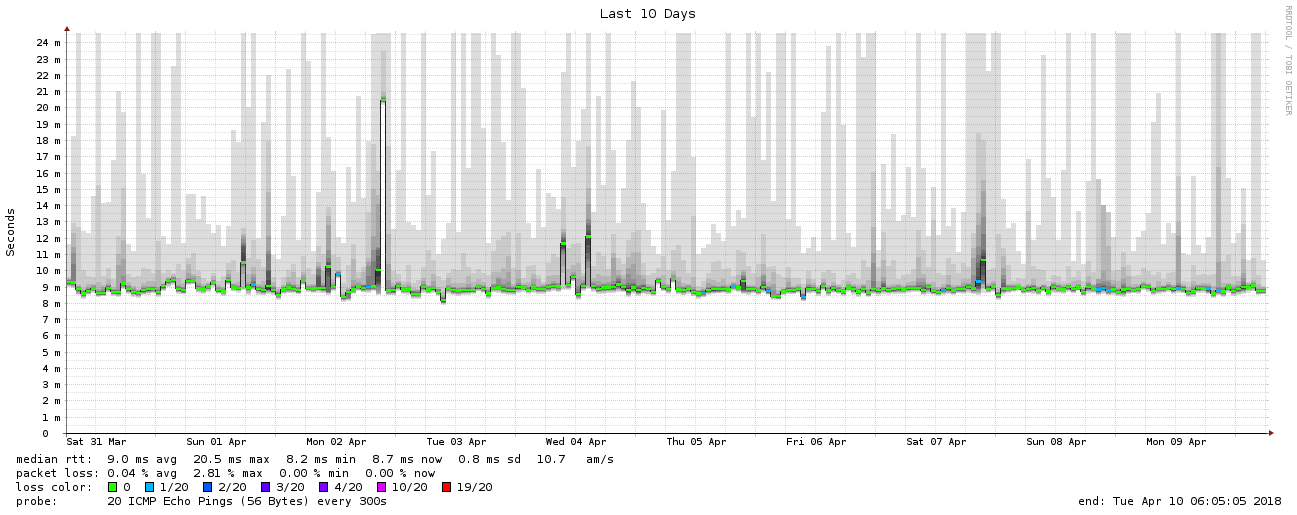 Last 10 Days
RRDTOOL / TOBI OETIKER
Seconds
24 m
23 m
22 m
21 m
20 m
19 m
18 m
17 m
16 m
15 m
14 m
13 m
12 m
11 m
10 m
9 m
8 m
7 m
6 m
5 m
4 m
3 m
2 m
1 m
0
Sat 31 Mar Sun 01 Apr Mon 02 Apr Tue 03 Apr Wed 04 Apr Thu 05 Apr Fri 06 Apr Sat 07 Apr Sun 08 Apr Mon 09 Apr
median rtt: 9.0 ms avg 20.5 ms max 8.2 ms min 8.7 ms now 0.8 ms sd 10.7 am/s
packet loss: 0.04 % avg 2.81 % max 0.00 % min 0.00 % now
loss color: 0 1/20 2/20 3/20 4/20 10/20 19/20
probe: 20 ICMP Echo Pings (56 Bytes) every 300s end: Tue Apr 10 06:05:05 2018